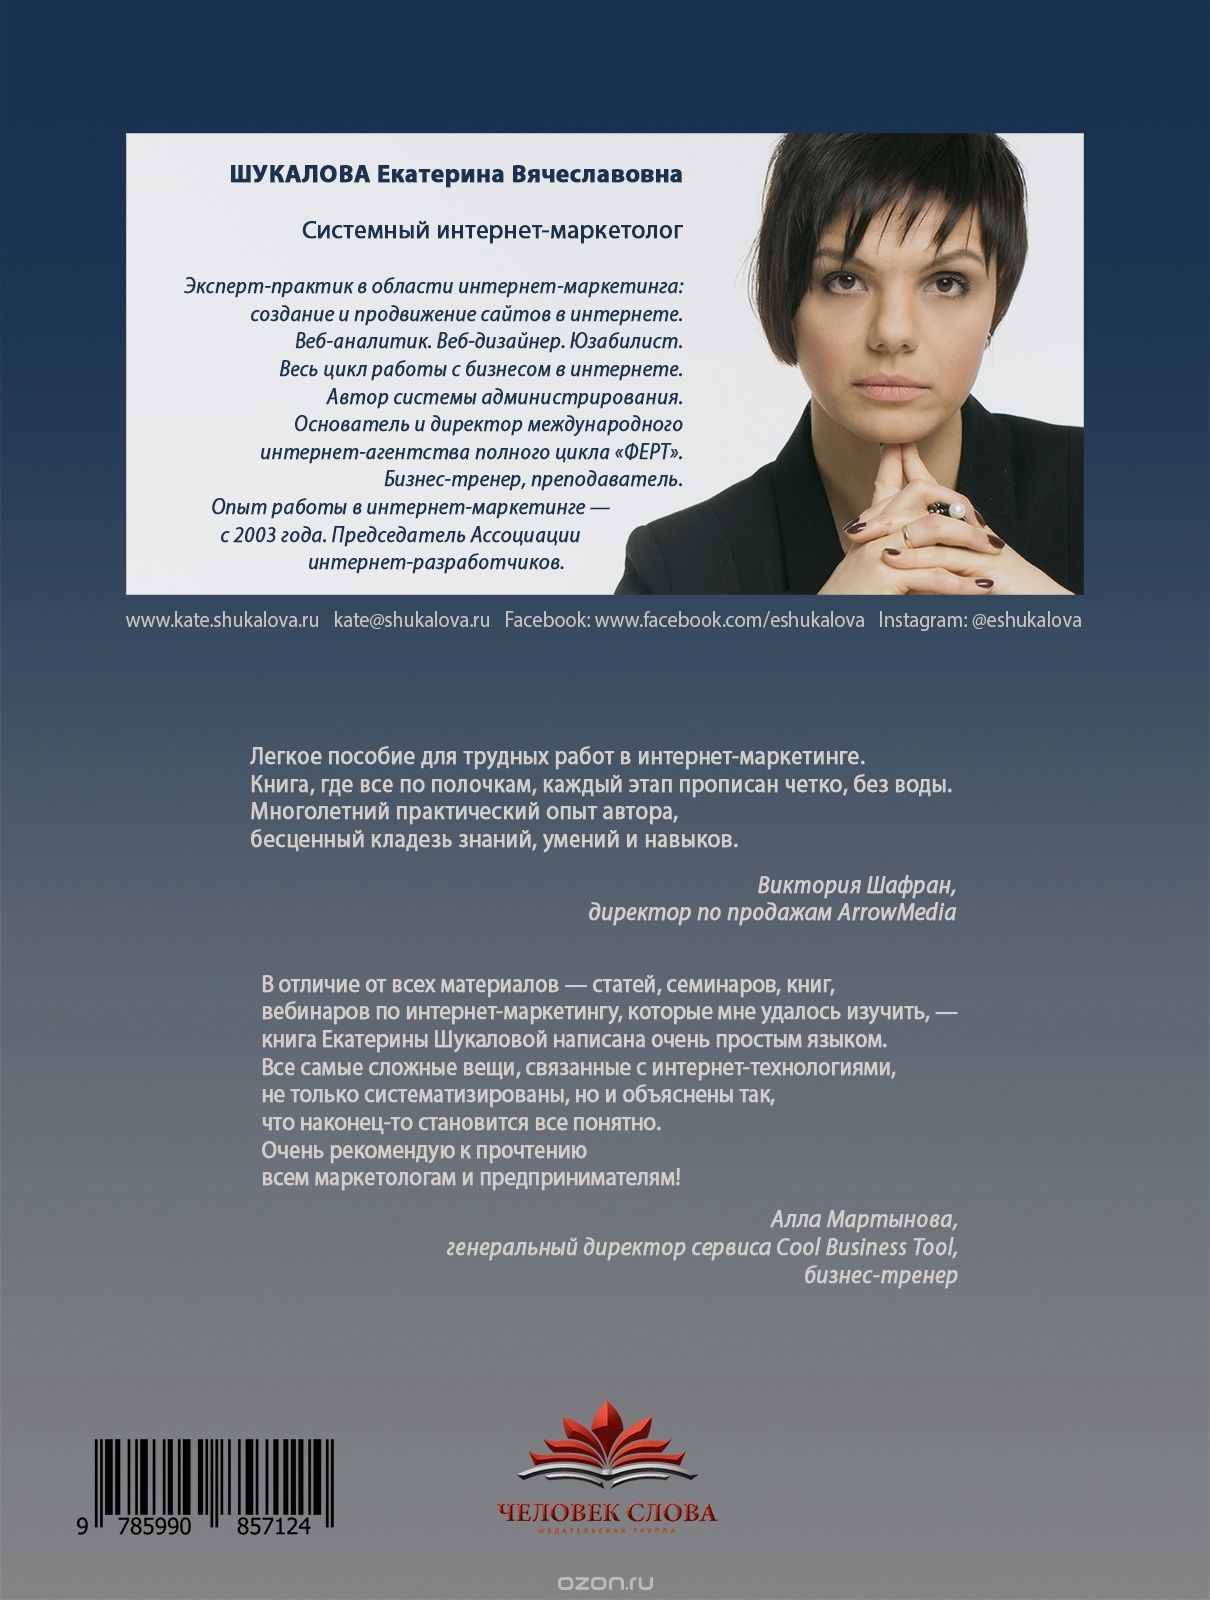 ШУКАЛОВА Екатерина Вячеславовна
Системный интернет-маркетолог
Эксперт-практик в области интернет-маркетинга:
создание и продвижение сайтов в интернете.
Веб-аналитик. Веб-дизайнер. Юзабилист.
Весь цикл работы с бизнесом в интернете.
Автор системы администрирования.
Основатель и директор международного
интернет-агентства полного цикла «ФЕРТ».
Бизнес-тренер, преподаватель.
Опыт работы в интернет-маркетинге —
с 2003 года. Председатель Ассоциации
интернет-разработчиков.
www.kate.shukalova.ru kate@shukalova.ru Facebook: www.facebook.com/eshukalova Instagram: @eshukalova
Легкое пособие для трудных работ в интернет-маркетинге.
Книга, где все по полочкам, каждый этап прописан четко, без воды.
Многолетний практический опыт автора,
бесценный кладезь знаний, умений и навыков.
Виктория Шафран,
директор по продажам ArrowMedia
В отличие от всех материалов — статей, семинаров, книг,
вебинаров по интернет-маркетингу, которые мне удалось изучить, —
книга Екатерины Шукаловой написана очень простым языком.
Все самые сложные вещи, связанные с интернет-технологиями,
не только систематизированы, но и объяснены так,
что наконец-то становится все понятно.
Очень рекомендую к прочтению
всем маркетологам и предпринимателям!
Алла Мартынова,
генеральный директор сервиса Cool Business Tool,
бизнес-тренер
9 785990 857124
ЧЕЛОВЕК СЛОВА
ИЗДАТЕЛЬСКАЯ ГРУППА
ozon.ru